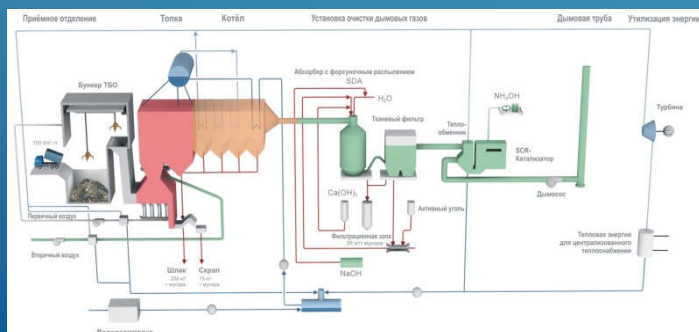 Приёмное отделение
Топка
Котёл
Установка очистки дымовых газов
Дымовая труба
Утилизация энергии
Бункер ТБО
Абсорбер с форсуночным распылением
SDA
H₂O
NH₄OH
Тканевый фильтр
Тепло-
обменник
Турбина
SCR-
Катализатор
Дымосос
Ca(OH)₂
Активный уголь
Первичный воздух
Фильтрационная зола
Вторичный воздух
Тепловая энергия
для централизованного
теплоснабжения
Шлак
Скрап
NaOH